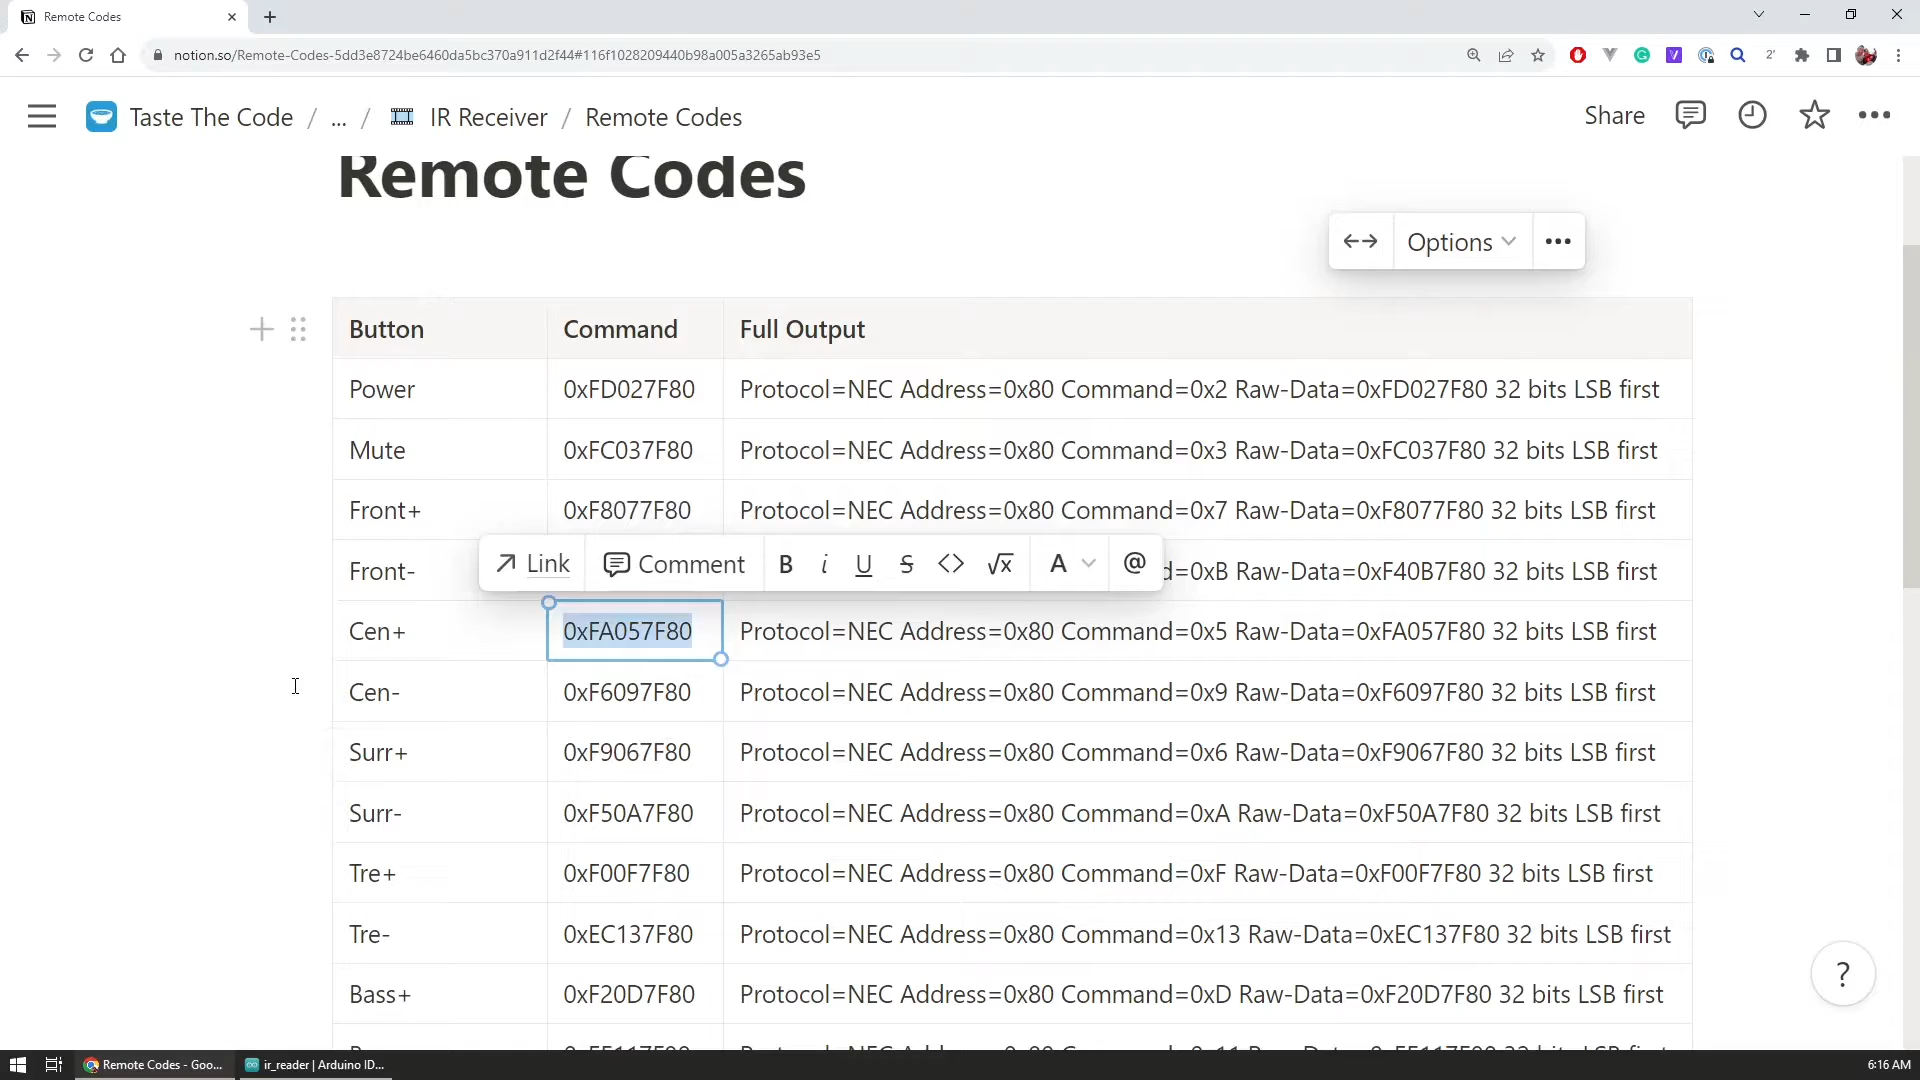 Remote Codes
notion.so/Remote-Codes-5dd3e8724be6460da5bc370a911d2f44#116f1028209440b98a005a3265ab93e5
Taste The Code / ... / IR Receiver / Remote Codes
Share
Remote Codes
Options
Button Command Full Output
Power 0xFD027F80 Protocol=NEC Address=0x80 Command=0x2 Raw-Data=0xFD027F80 32 bits LSB first
Mute 0xFC037F80 Protocol=NEC Address=0x80 Command=0x3 Raw-Data=0xFC037F80 32 bits LSB first
Front+ 0xF8077F80 Protocol=NEC Address=0x80 Command=0x7 Raw-Data=0xF8077F80 32 bits LSB first
Link Comment B i U S <> √x A @
Front- d=0xB Raw-Data=0xF40B7F80 32 bits LSB first
Cen+ 0xFA057F80 Protocol=NEC Address=0x80 Command=0x5 Raw-Data=0xFA057F80 32 bits LSB first
Cen- 0xF6097F80 Protocol=NEC Address=0x80 Command=0x9 Raw-Data=0xF6097F80 32 bits LSB first
Surr+ 0xF9067F80 Protocol=NEC Address=0x80 Command=0x6 Raw-Data=0xF9067F80 32 bits LSB first
Surr- 0xF50A7F80 Protocol=NEC Address=0x80 Command=0xA Raw-Data=0xF50A7F80 32 bits LSB first
Tre+ 0xF00F7F80 Protocol=NEC Address=0x80 Command=0xF Raw-Data=0xF00F7F80 32 bits LSB first
Tre- 0xEC137F80 Protocol=NEC Address=0x80 Command=0x13 Raw-Data=0xEC137F80 32 bits LSB first
Bass+ 0xF20D7F80 Protocol=NEC Address=0x80 Command=0xD Raw-Data=0xF20D7F80 32 bits LSB first
?
Remote Codes - Goo...
ir_reader | Arduino ID...
6:16 AM